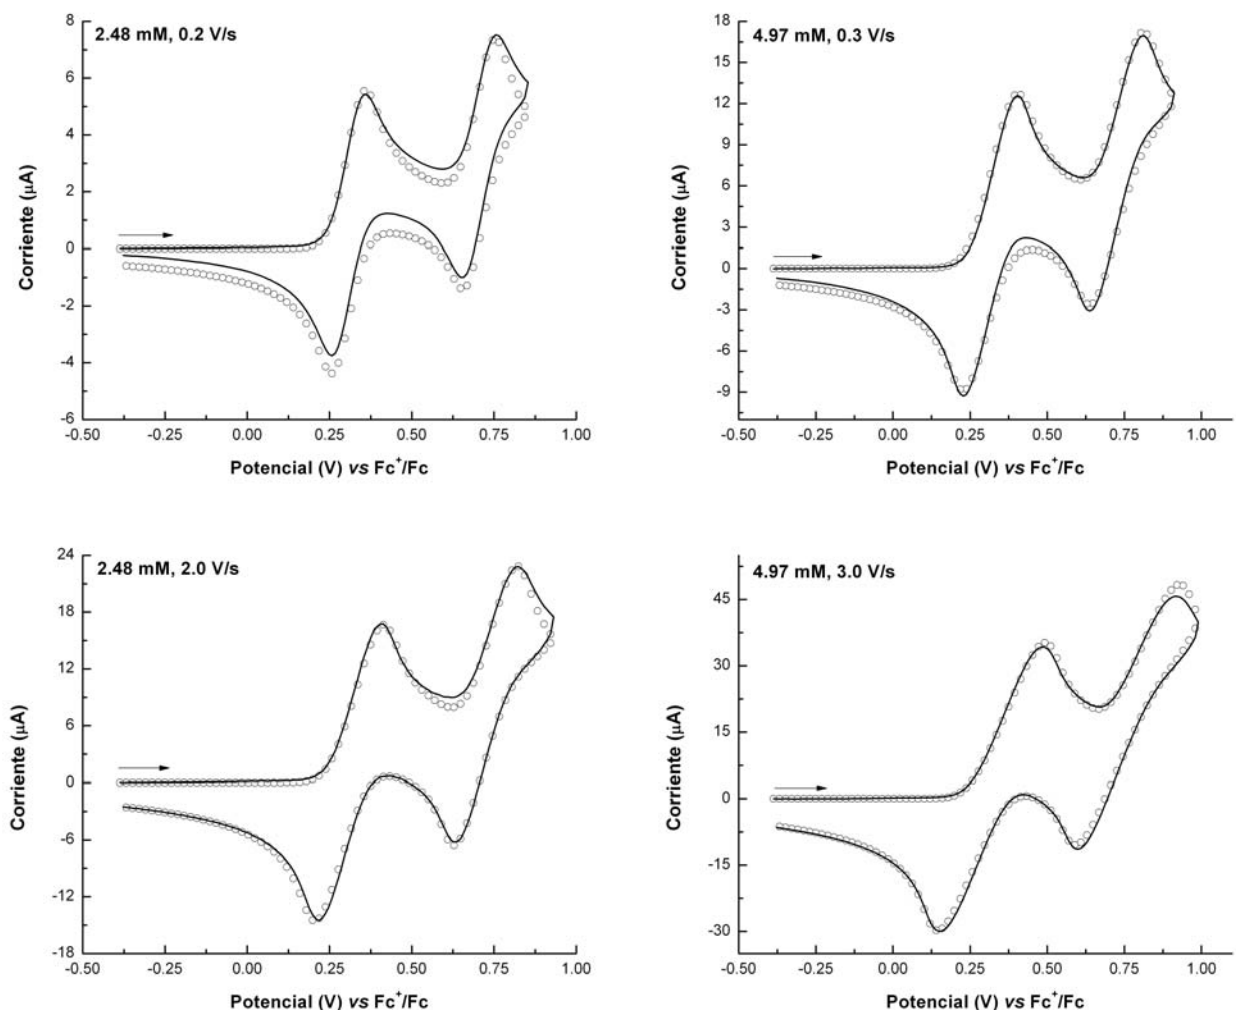 2.48 mM, 0.2 V/s
8
6
4
2
0
-2
-4
-6
Corriente (μA)
-0.50 -0.25 0.00 0.25 0.50 0.75 1.00
Potencial (V) vs Fc⁺/Fc
4.97 mM, 0.3 V/s
18
15
12
9
6
3
0
-3
-6
-9
Corriente (μA)
-0.50 -0.25 0.00 0.25 0.50 0.75 1.00
Potencial (V) vs Fc⁺/Fc
2.48 mM, 2.0 V/s
24
18
12
6
0
-6
-12
-18
Corriente (μA)
-0.50 -0.25 0.00 0.25 0.50 0.75 1.00
Potencial (V) vs Fc⁺/Fc
4.97 mM, 3.0 V/s
45
30
15
0
-15
-30
Corriente (μA)
-0.50 -0.25 0.00 0.25 0.50 0.75 1.00
Potencial (V) vs Fc⁺/Fc